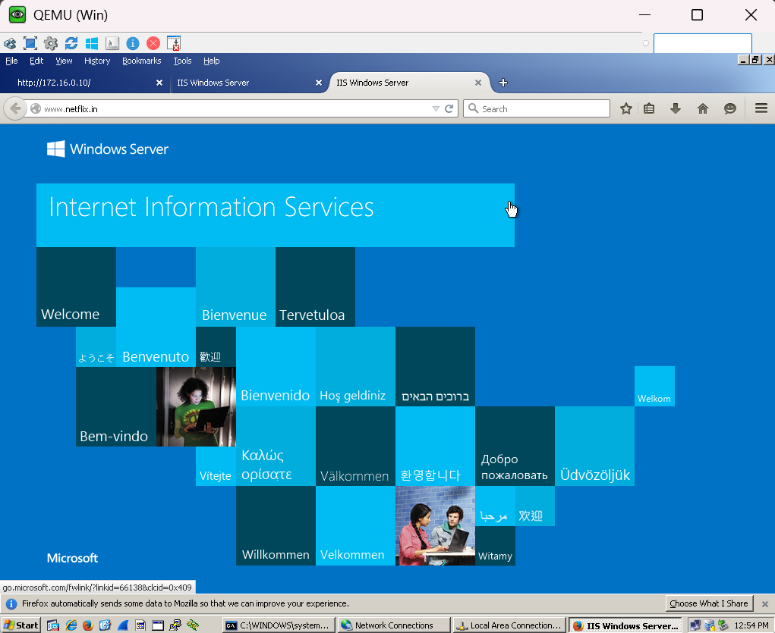 QEMU (Win)
File Edit View History Bookmarks Tools Help
http://172.16.0.10/ IIS Windows Server IIS Windows Server
www.netflix.in Search
Windows Server
Internet Information Services
Welcome Bienvenue Tervetuloa
ようこそ Benvenuto 歡迎
Bienvenido Hoş geldiniz ברוכים הבאים Welkom
Bem-vindo
Vítejte Καλώς ορίσατε Välkommen 환영합니다 Добро пожаловать Üdvözöljük
مرحبا 欢迎
Willkommen Velkommen Witamy
Microsoft
go.microsoft.com/fwlink/?linkid=66138&clcid=0x409
Firefox automatically sends some data to Mozilla so that we can improve your experience. Choose What I Share
Start C:\WINDOWS\system... Network Connections Local Area Connection... IIS Windows Server... 12:54 PM